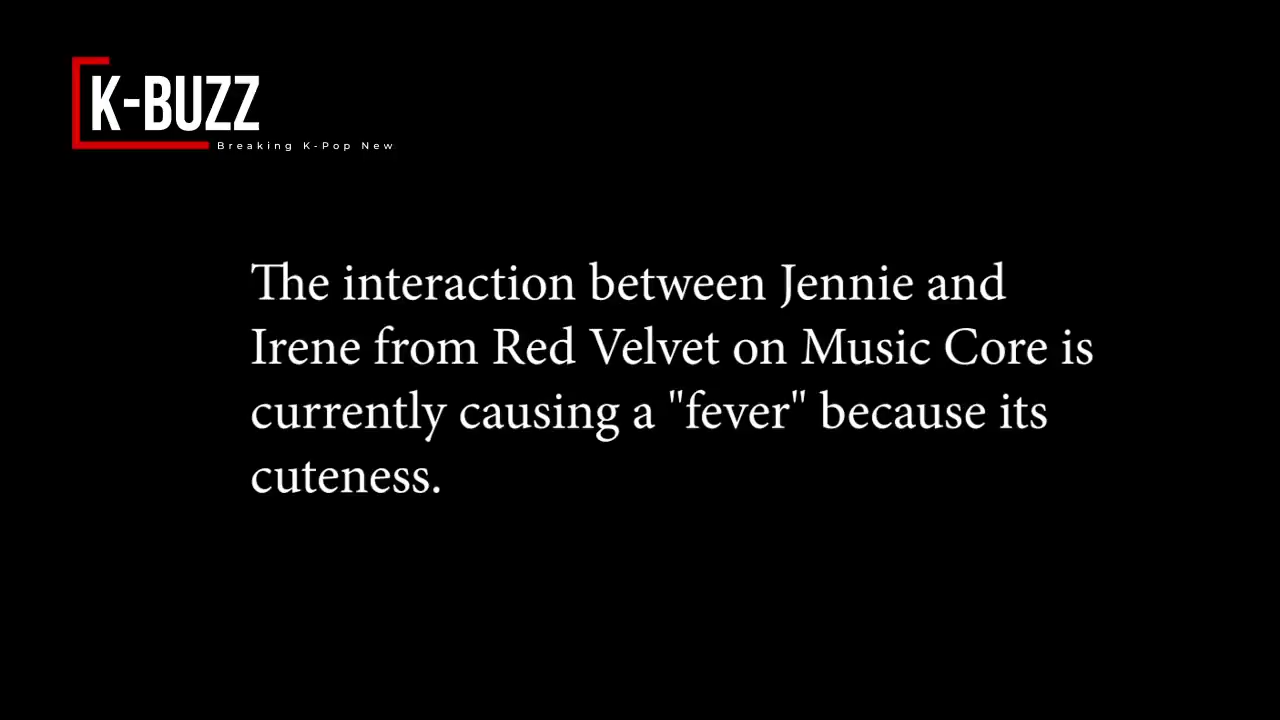 K-BUZZ
Breaking K-Pop New
The interaction between Jennie and
Irene from Red Velvet on Music Core is
currently causing a "fever" because its
cuteness.